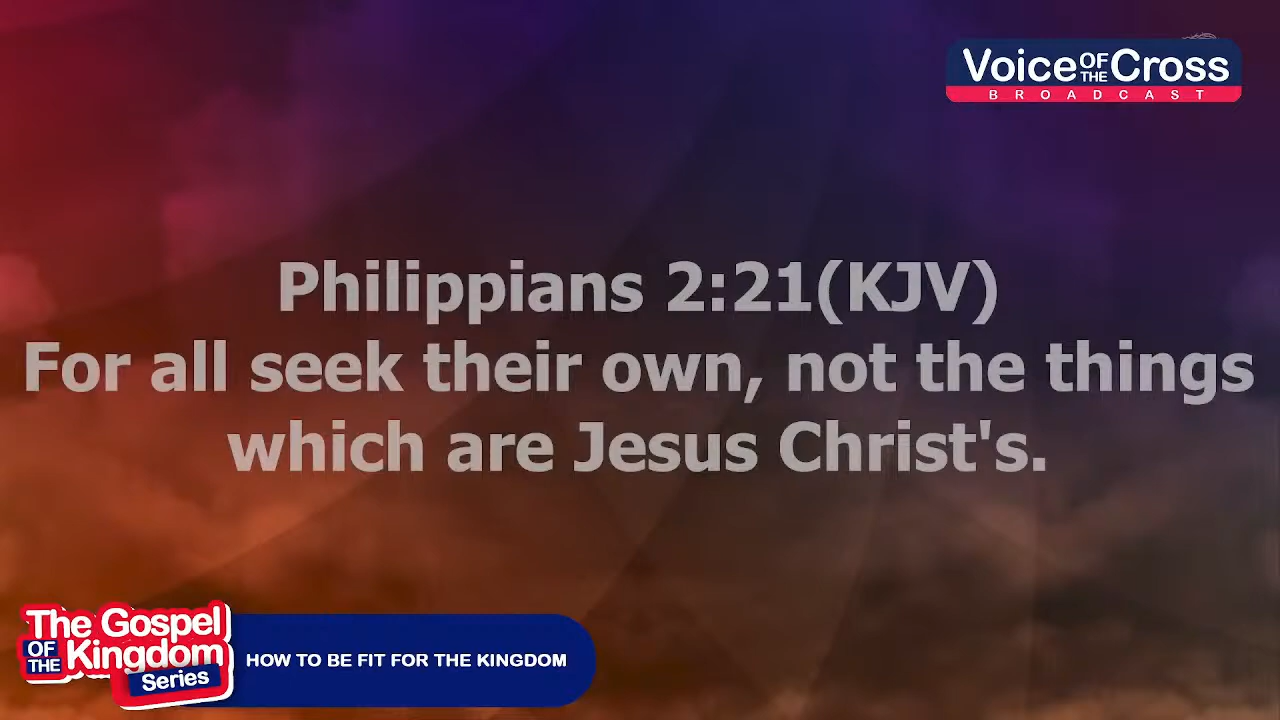 Voice OF THE Cross
BROADCAST
Philippians 2:21(KJV)
For all seek their own, not the things
which are Jesus Christ's.
The Gospel
OF THE Kingdom
Series
HOW TO BE FIT FOR THE KINGDOM